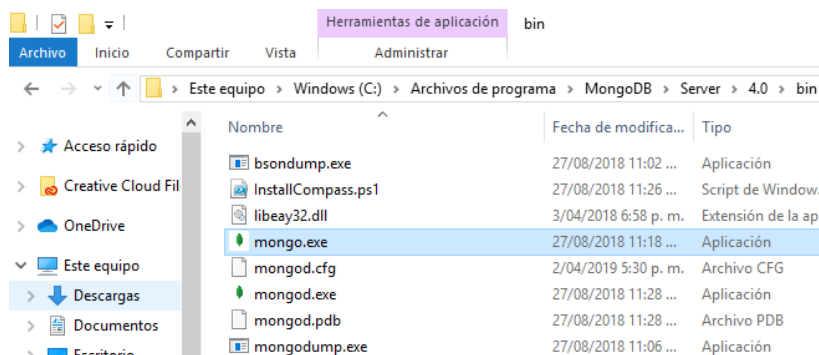 Herramientas de aplicación bin
Archivo Inicio Compartir Vista Administrar
Este equipo > Windows (C:) > Archivos de programa > MongoDB > Server > 4.0 > bin
Nombre Fecha de modifica... Tipo
Acceso rápido
bsondump.exe 27/08/2018 11:02 ... Aplicación
Creative Cloud Fil
InstallCompass.ps1 27/08/2018 11:26 ... Script de Window.
libeay32.dll 3/04/2018 6:58 p. m. Extensión de la ap
OneDrive
mongo.exe 27/08/2018 11:18 ... Aplicación
Este equipo
mongod.cfg 2/04/2019 5:30 p. m. Archivo CFG
Descargas
mongod.exe 27/08/2018 11:28 ... Aplicación
Documentos
mongod.pdb 27/08/2018 11:28 ... Archivo PDB
Escritorio
mongodump.exe 27/08/2018 11:06 ... Aplicación